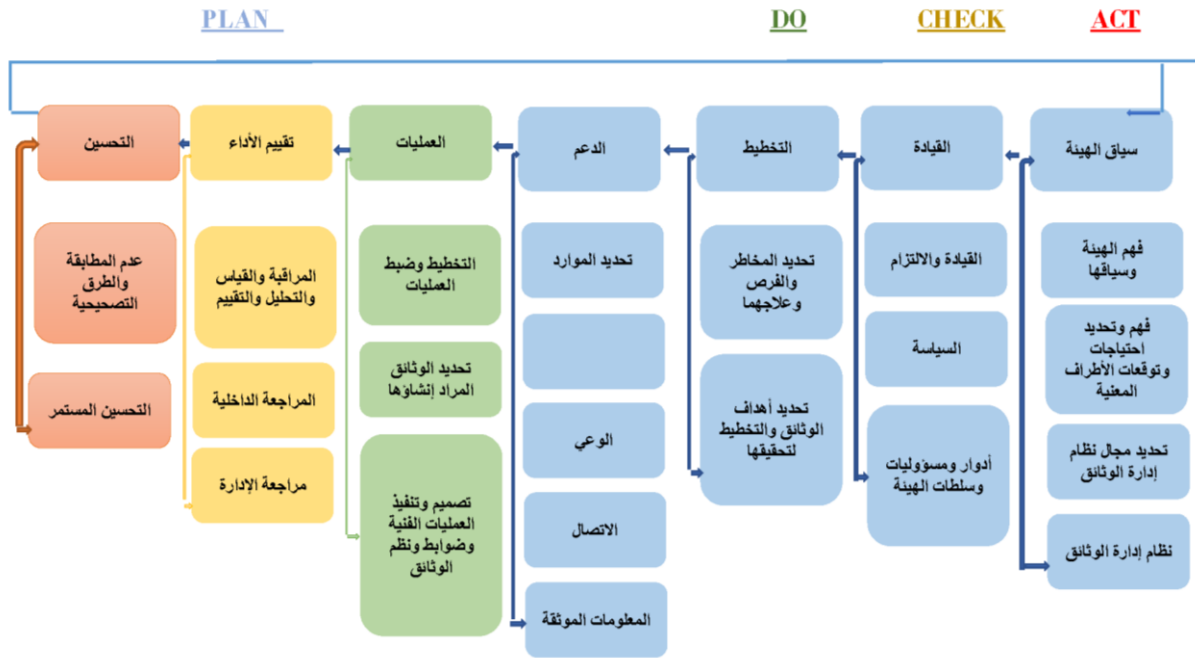 PLAN
DO
CHECK
ACT
سياق الهيئة
القيادة
التخطيط
الدعم
العمليات
تقييم الأداء
التحسين
فهم الهيئة
وسياقها
فهم وتحديد
احتياجات
وتوقعات الأطراف
المعنية
تحديد مجال نظام
إدارة الوثائق
نظام إدارة الوثائق
القيادة والالتزام
السياسة
أدوار ومسؤوليات
وسلطات الهيئة
تحديد المخاطر
والفرص
وعلاجهما
تحديد أهداف
الوثائق والتخطيط
لتحقيقها
تحديد الموارد
الوعي
الاتصال
المعلومات الموثقة
التخطيط وضبط
العمليات
تحديد الوثائق
المراد إنشاؤها
تصميم وتنفيذ
العمليات الفنية
وضوابط ونظم
الوثائق
المراقبة والقياس
والتحليل والتقييم
المراجعة الداخلية
مراجعة الإدارة
عدم المطابقة
والطرق
التصحيحية
التحسين المستمر